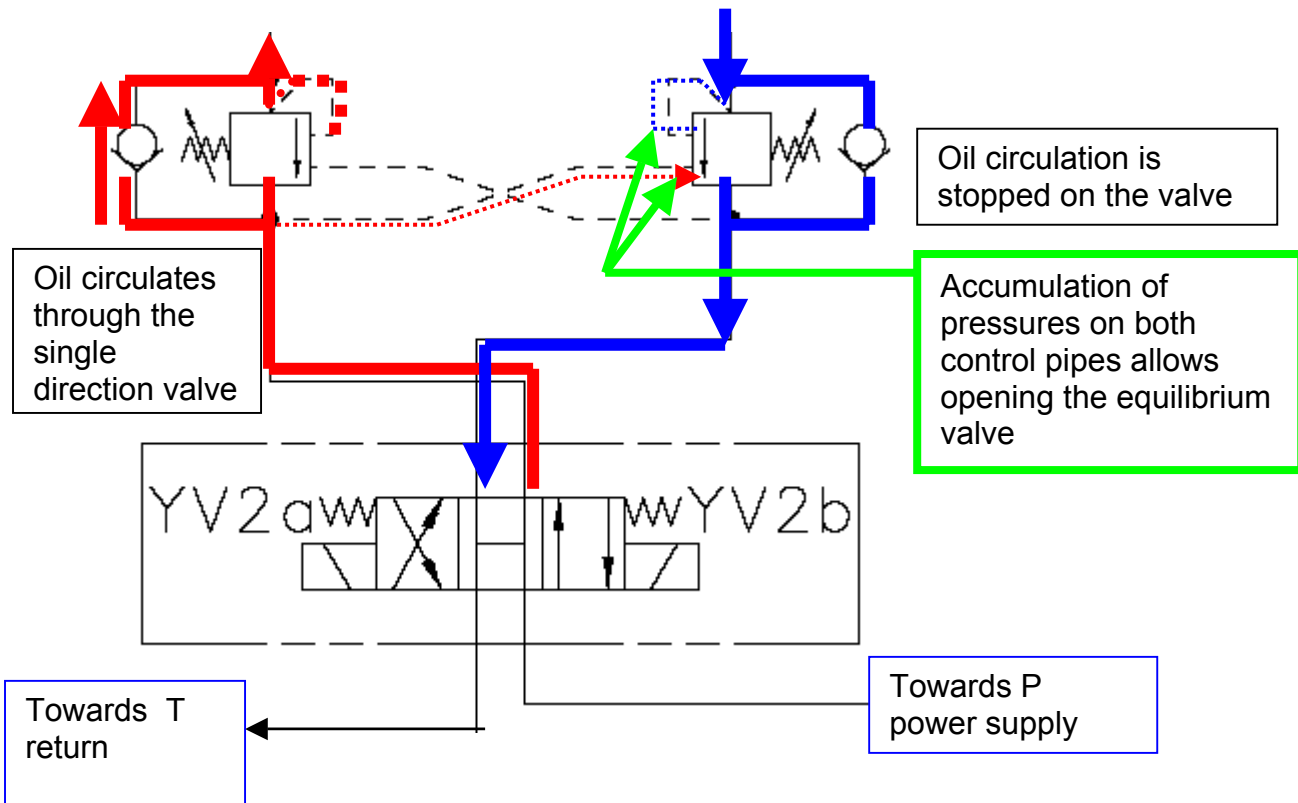 Oil circulation is
stopped on the valve
Oil circulates
through the
single
direction valve
Accumulation of
pressures on both
control pipes allows
opening the equilibrium
valve
YV2a
YV2b
Towards T
return
Towards P
power supply